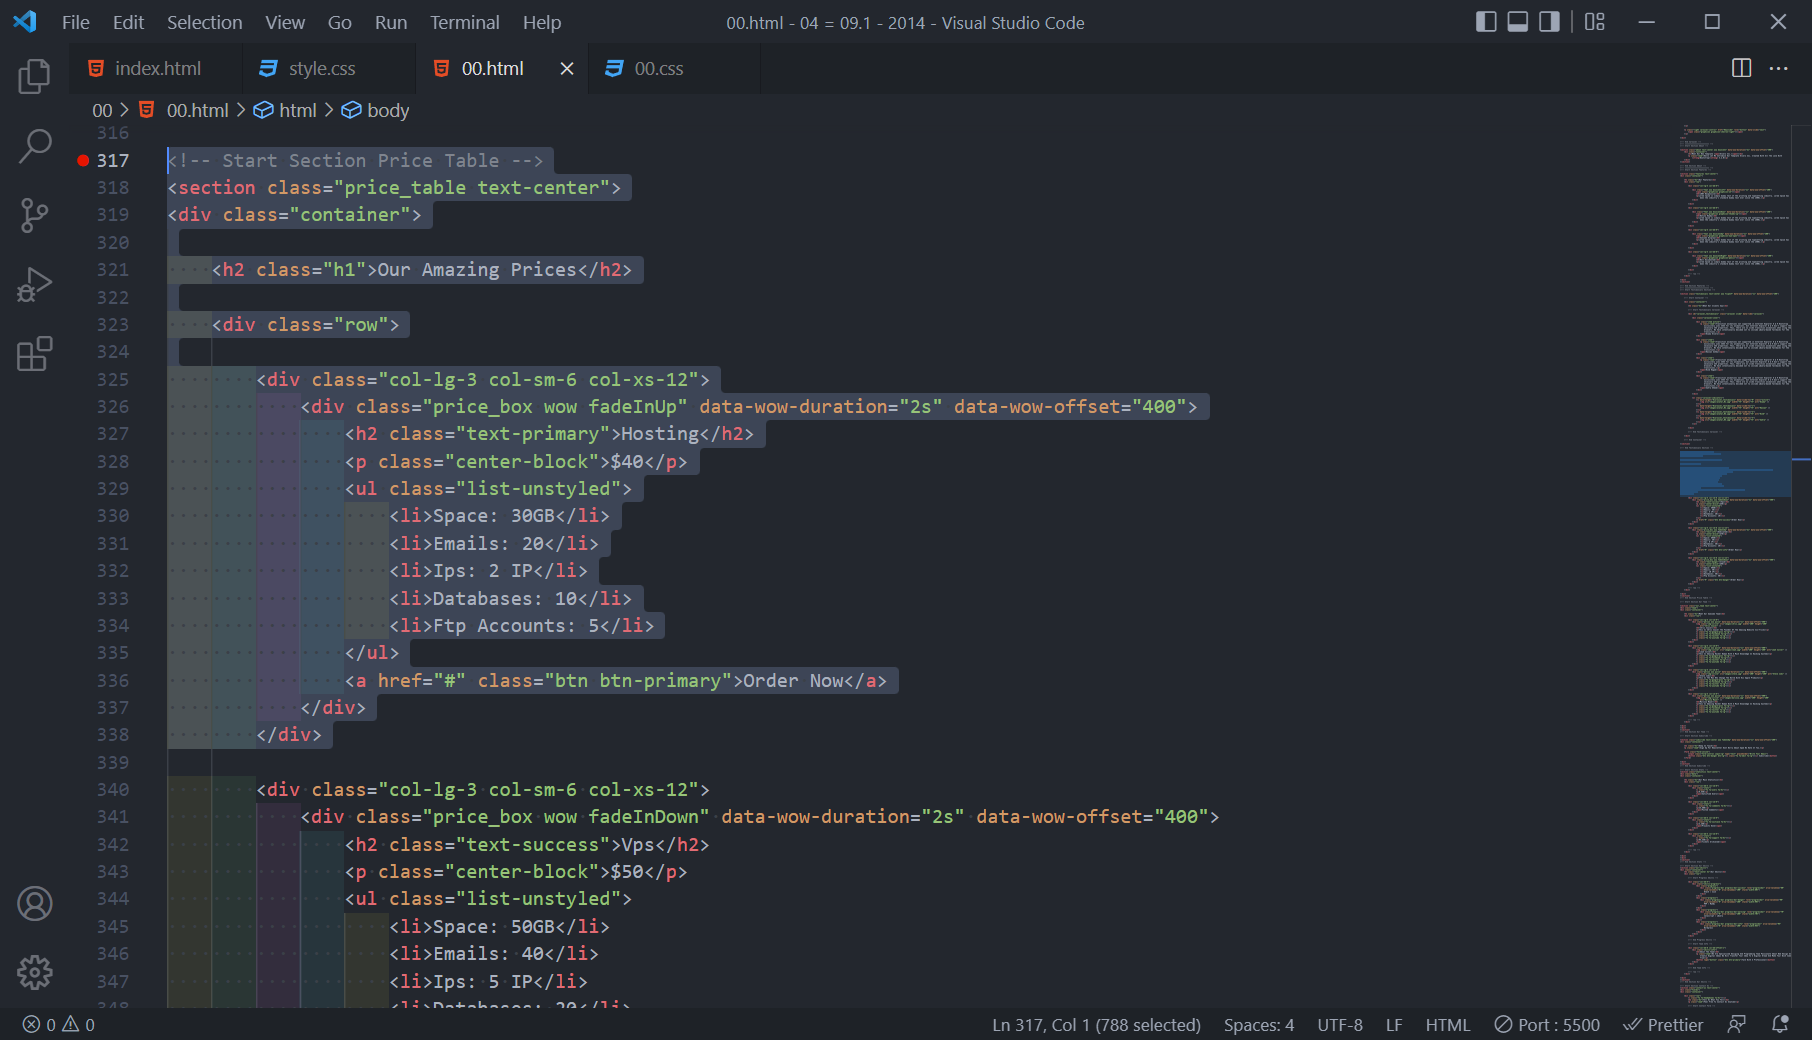 File Edit Selection View Go Run Terminal Help 00.html - 04 = 09.1 - 2014 - Visual Studio Code
index.html style.css 00.html 00.css
00 > 00.html > html > body
316
317 <!-- Start Section Price Table -->
318 <section class="price_table text-center">
319 <div class="container">
320
321 <h2 class="h1">Our Amazing Prices</h2>
322
323 <div class="row">
324
325 <div class="col-lg-3 col-sm-6 col-xs-12">
326 <div class="price_box wow fadeInUp" data-wow-duration="2s" data-wow-offset="400">
327 <h2 class="text-primary">Hosting</h2>
328 <p class="center-block">$40</p>
329 <ul class="list-unstyled">
330 <li>Space: 30GB</li>
331 <li>Emails: 20</li>
332 <li>Ips: 2 IP</li>
333 <li>Databases: 10</li>
334 <li>Ftp Accounts: 5</li>
335 </ul>
336 <a href="#" class="btn btn-primary">Order Now</a>
337 </div>
338 </div>
339
340 <div class="col-lg-3 col-sm-6 col-xs-12">
341 <div class="price_box wow fadeInDown" data-wow-duration="2s" data-wow-offset="400">
342 <h2 class="text-success">Vps</h2>
343 <p class="center-block">$50</p>
344 <ul class="list-unstyled">
345 <li>Space: 50GB</li>
346 <li>Emails: 40</li>
347 <li>Ips: 5 IP</li>
348 <li>Databases: 20</li>
0 0 Ln 317, Col 1 (788 selected) Spaces: 4 UTF-8 LF HTML Port : 5500 Prettier